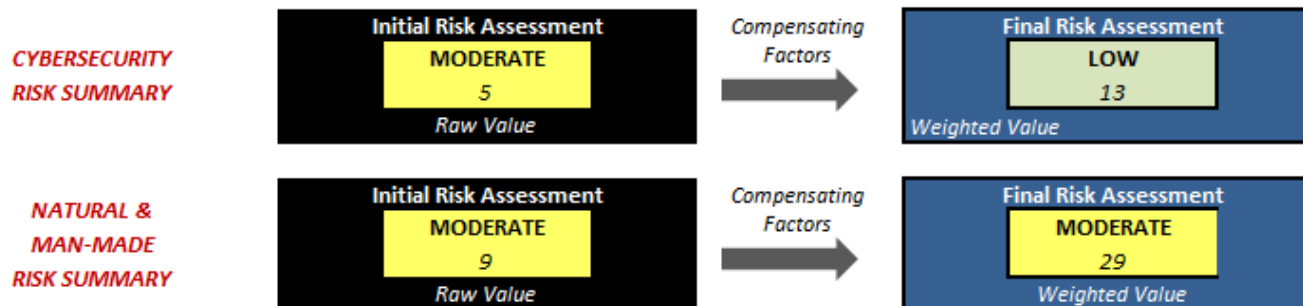 CYBERSECURITY
RISK SUMMARY
Initial Risk Assessment
MODERATE
5
Raw Value
Compensating
Factors
Final Risk Assessment
LOW
13
Weighted Value
NATURAL &
MAN-MADE
RISK SUMMARY
Initial Risk Assessment
MODERATE
9
Raw Value
Compensating
Factors
Final Risk Assessment
MODERATE
29
Weighted Value